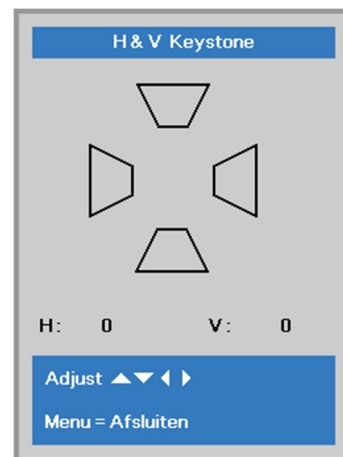 H & V Keystone
H: 0 V: 0
Adjust ▲▼◀▶
Menu = Afsluiten